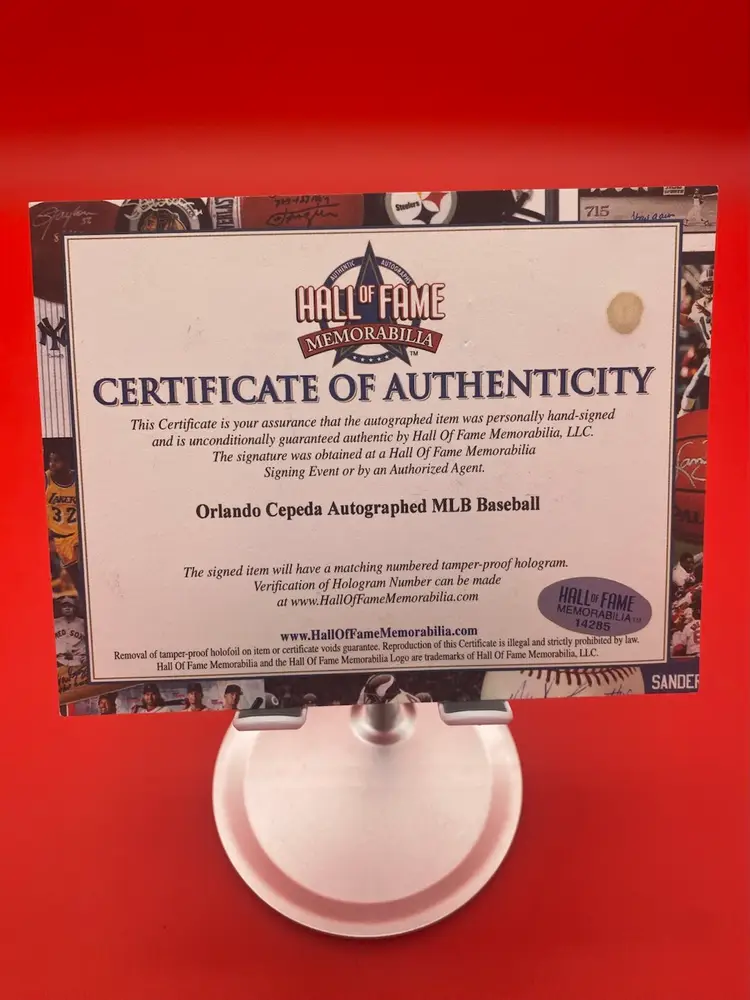 Steelers
715
AUTHENTIC AUTOGRAPHS
HALL OF FAME
MEMORABILIA
TM
CERTIFICATE OF AUTHENTICITY
This Certificate is your assurance that the autographed item was personally hand-signed
and is unconditionally guaranteed authentic by Hall Of Fame Memorabilia, LLC.
The signature was obtained at a Hall Of Fame Memorabilia
Signing Event or by an Authorized Agent.
Orlando Cepeda Autographed MLB Baseball
LAKERS
32
The signed item will have a matching numbered tamper-proof hologram.
Verification of Hologram Number can be made
at www.HallOfFameMemorabilia.com
HALL OF FAME
MEMORABILIA TM
14285
RED SOX
www.HallOfFameMemorabilia.com
Removal of tamper-proof holofoil on item or certificate voids guarantee. Reproduction of this Certificate is illegal and strictly prohibited by law.
Hall Of Fame Memorabilia and the Hall Of Fame Memorabilia Logo are trademarks of Hall Of Fame Memorabilia, LLC.
SANDER